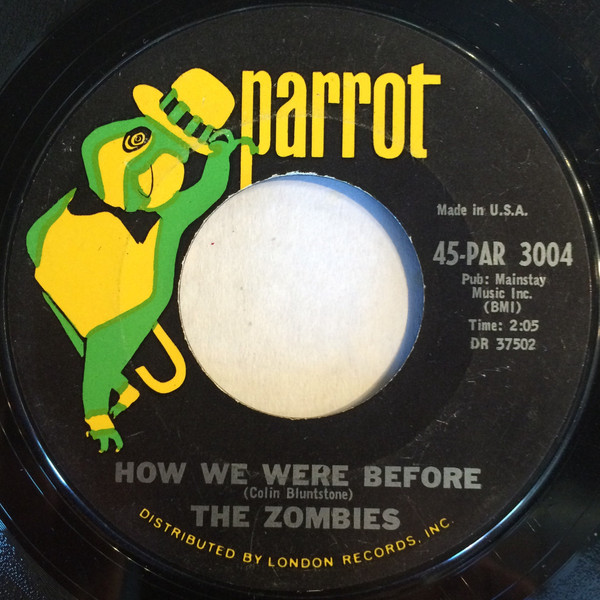 parrot
Made in U.S.A.
45-PAR 3004
Pub: Mainstay
Music Inc.
(BMI)
Time: 2:05
DR 37502
HOW WE WERE BEFORE
(Colin Bluntstone)
THE ZOMBIES
DISTRIBUTED BY LONDON RECORDS, INC.